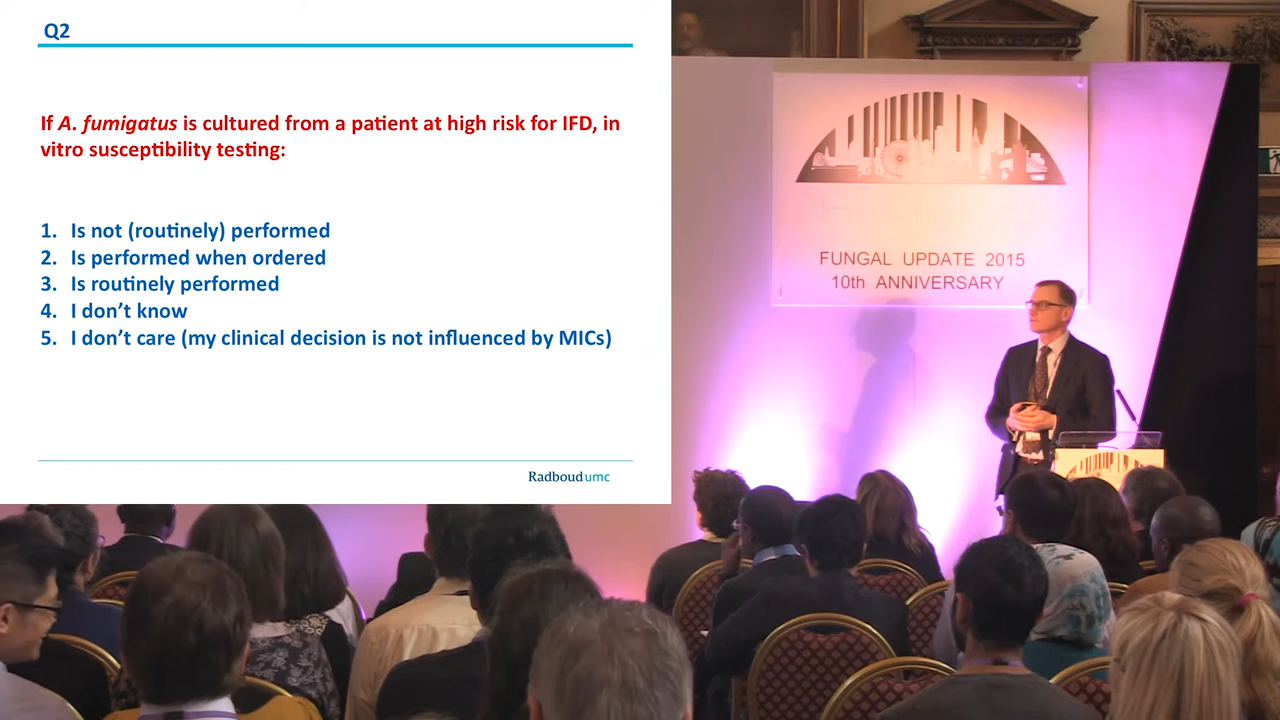 Q2
If A. fumigatus is cultured from a patient at high risk for IFD, in
vitro susceptibility testing:
1. Is not (routinely) performed
2. Is performed when ordered
3. Is routinely performed
4. I don’t know
5. I don’t care (my clinical decision is not influenced by MICs)
Radboudumc
FUNGAL UPDATE 2015
10th ANNIVERSARY